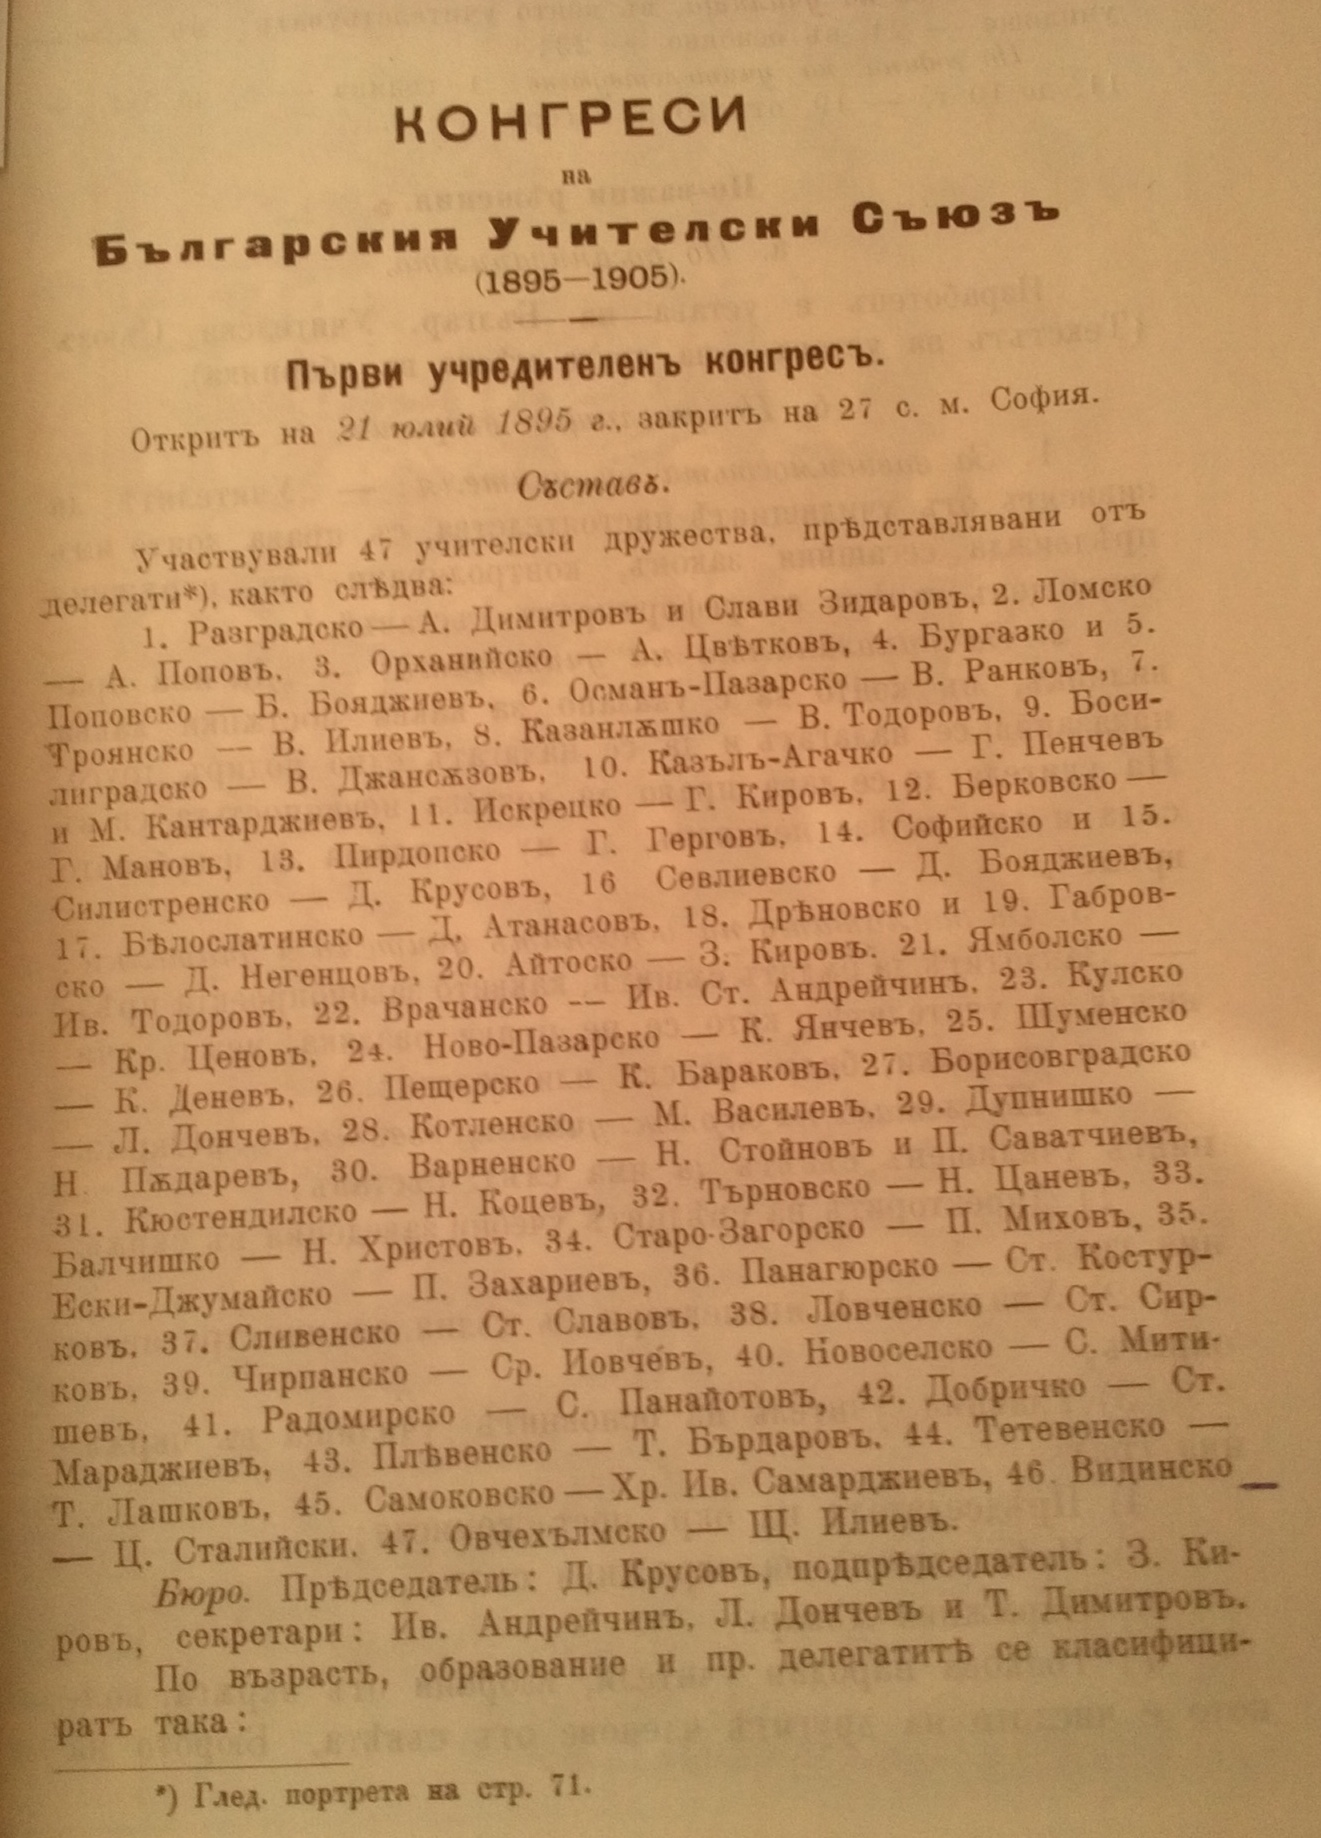 КОНГРЕСИ
на
Българския Учителски Съюзъ
(1895—1905).
Първи учредителенъ конгресъ.
Откритъ на 21 юлий 1895 г., закритъ на 27 с. м. София.
Съставъ.
Участвували 47 учителски дружества, прѣдставлявани отъ
делегати*), както слѣдва:
1. Разградско — А. Димитровъ и Слави Зидаровъ, 2. Ломско
— А. Поповъ, 3. Орханийско — А. Цвѣтковъ, 4. Бургазко и 5.
Поповско — Б. Бояджиевъ, 6. Османъ-Пазарско — В. Ранковъ, 7.
Троянско — В. Илиевъ, 8. Казанлѫшко — В. Тодоровъ, 9. Боси-
лиградско — В. Джансѫзовъ, 10. Казълъ-Агачко — Г. Пенчевъ
и М. Кантарджиевъ, 11. Искрецко — Г. Кировъ, 12. Берковско —
Г. Мановъ, 13. Пирдопско — Г. Герговъ, 14. Софийско и 15.
Силистренско — Д. Крусовъ, 16 Севлиевско — Д. Бояджиевъ,
17. Бѣлослатинско — Д. Атанасовъ, 18. Дрѣновско и 19. Габров-
ско — Д. Негенцовъ, 20. Айтоско — З. Кировъ. 21. Ямболско —
Ив. Тодоровъ, 22. Врачанско -— Ив. Ст. Андрейчинъ, 23. Кулско
— Кр. Ценовъ, 24. Ново-Пазарско — К. Янчевъ, 25. Шуменско
— К. Деневъ, 26. Пещерско — К. Бараковъ, 27. Борисовградско
— Л. Дончевъ, 28. Котленско — М. Василевъ, 29. Дупнишко —
Н. Пѫдаревъ, 30. Варненско — Н. Стойновъ и П. Саватчиевъ,
31. Кюстендилско — Н. Коцевъ, 32. Търновско — Н. Цаневъ, 33.
Балчишко — Н. Христовъ, 34. Старо-Загорско — П. Миховъ, 35.
Ески-Джумайско — П. Захариевъ, 36. Панагюрско — Ст. Костур-
ковъ, 37. Сливенско — Ст. Славовъ, 38. Ловченско — Ст. Сир-
ковъ, 39. Чирпанско — Ср. Иовчевъ, 40. Новоселско — С. Мити-
шевъ, 41. Радомирско — С. Панайотовъ, 42. Добричко — Ст.
Мараджиевъ, 43. Плѣвенско — Т. Бърдаровъ, 44. Тетевенско —
Т. Лашковъ, 45. Самоковско — Хр. Ив. Самарджиевъ, 46. Видинско
— Ц. Сталийски, 47. Овчехълмско — Щ. Илиевъ.
Бюро. Прѣдседатель: Д. Крусовъ, подпрѣдседатель: З. Ки-
ровъ, секретари: Ив. Андрейчинъ, Л. Дончевъ и Т. Димитровъ.
По възрасть, образование и пр. делегатитѣ се класифици-
ратъ така:
*) Глед. портрета на стр. 71.